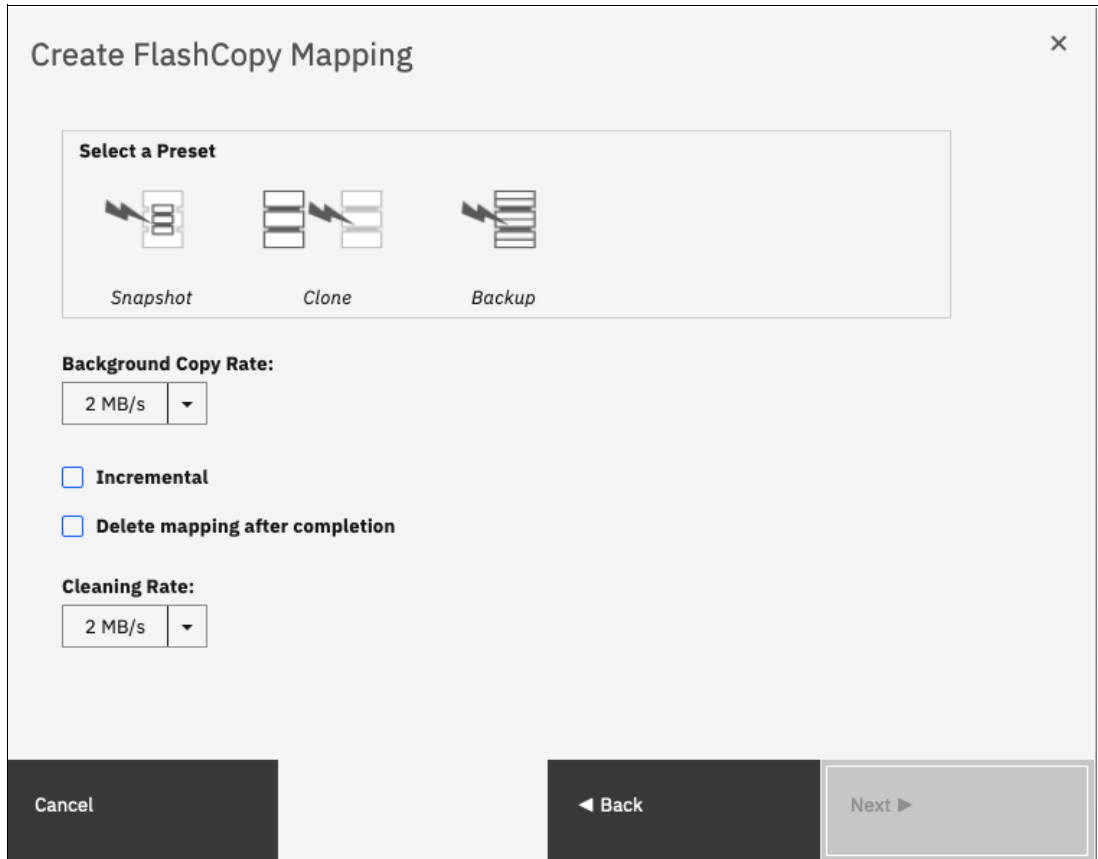 Create FlashCopy Mapping
Select a Preset
Snapshot Clone Backup
Background Copy Rate:
2 MB/s
Incremental
Delete mapping after completion
Cleaning Rate:
2 MB/s
Cancel Back Next